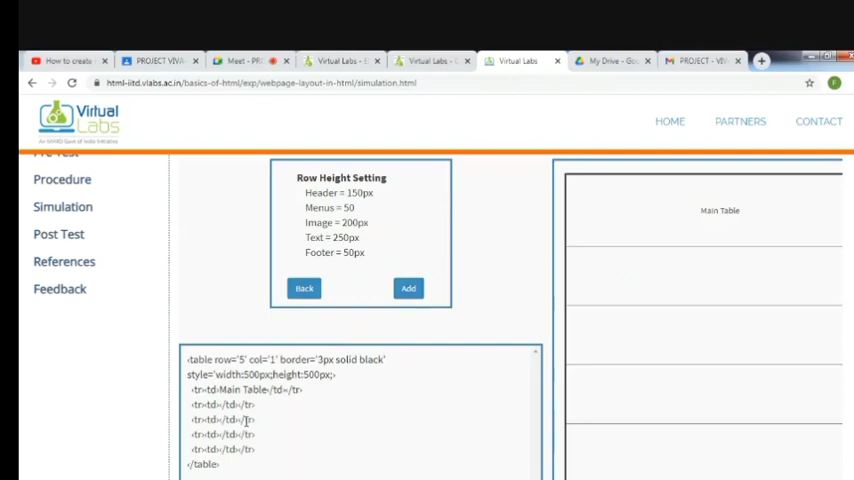 How to create
PROJECT VIVA-
Meet - PR
Virtual Labs - E
Virtual Labs -
Virtual Labs
My Drive - Goo
PROJECT - VIV
html-iitd.vlabs.ac.in/basics-of-html/exp/webpage-layout-in-html/simulation.html
F
Virtual
Labs
HOME
PARTNERS
CONTACT
Procedure
Simulation
Post Test
References
Feedback
Row Height Setting
Header = 150px
Menus = 50
Image = 200px
Text = 250px
Footer = 50px
Back
Add
Main Table
‹table row='5' col='1' border='3px solid black'
style='width:500px;height:500px;›
‹tr›‹td›Main Table‹/td›‹/tr›
‹tr›‹td›‹/td›‹/tr›
‹tr›‹td›‹/td›‹/tr›
‹tr›‹td›‹/td›‹/tr›
‹tr›‹td›‹/td›‹/tr›
‹/table›